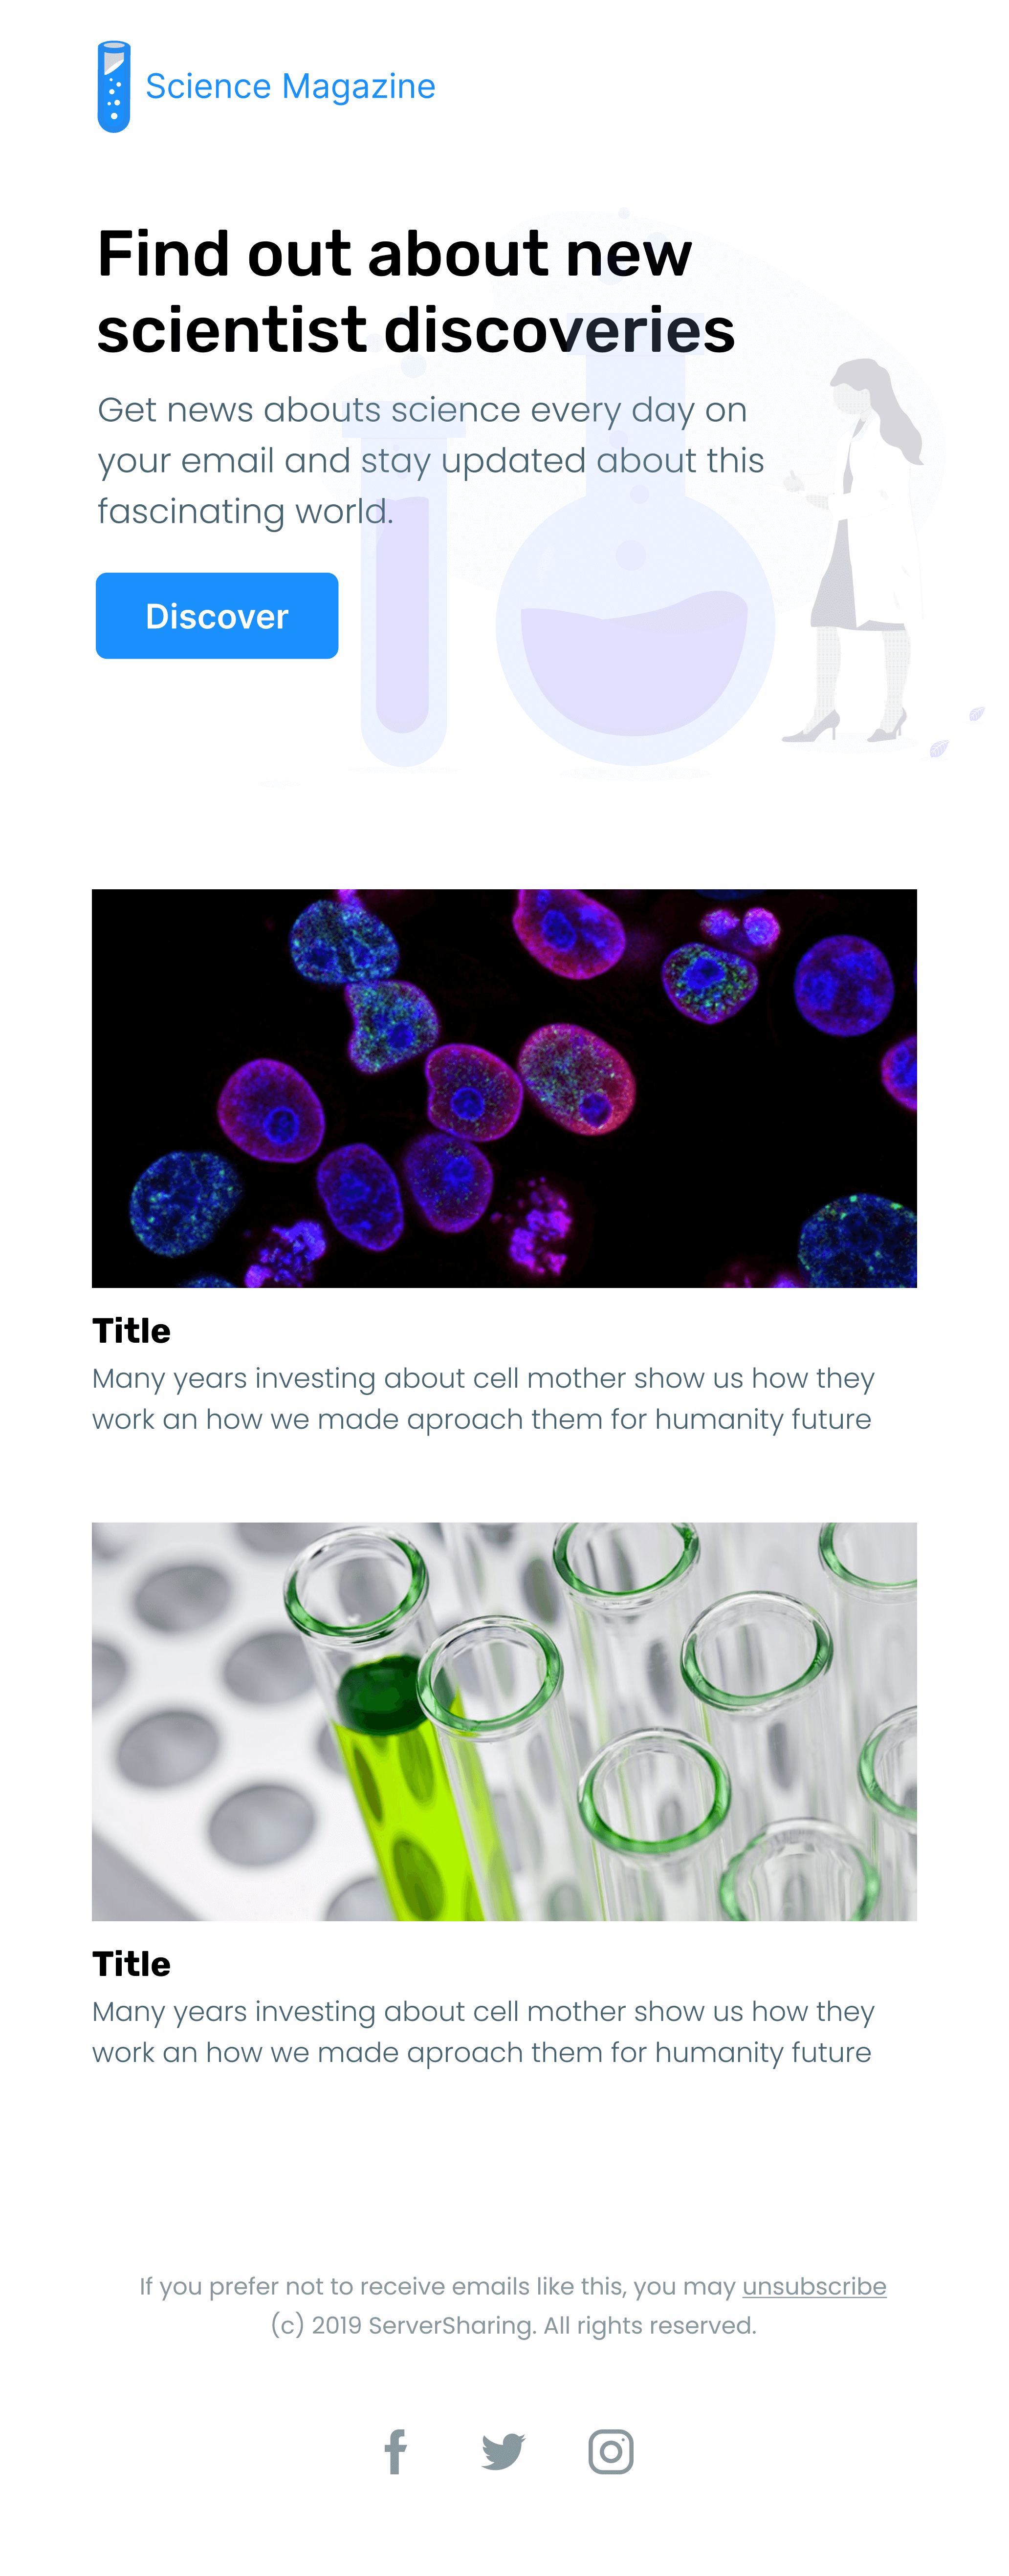 Science Magazine
Find out about new
scientist discoveries
Get news abouts science every day on
your email and stay updated about this
fascinating world.
Discover
Title
Many years investing about cell mother show us how they
work an how we made aproach them for humanity future
Title
Many years investing about cell mother show us how they
work an how we made aproach them for humanity future
If you prefer not to receive emails like this, you may unsubscribe
(c) 2019 ServerSharing. All rights reserved.